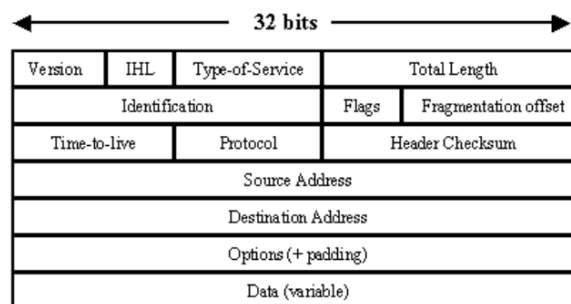 32 bits
Version IHL Type-of-Service Total Length
Identification Flags Fragmentation offset
Time-to-live Protocol Header Checksum
Source Address
Destination Address
Options (+ padding)
Data (variable)